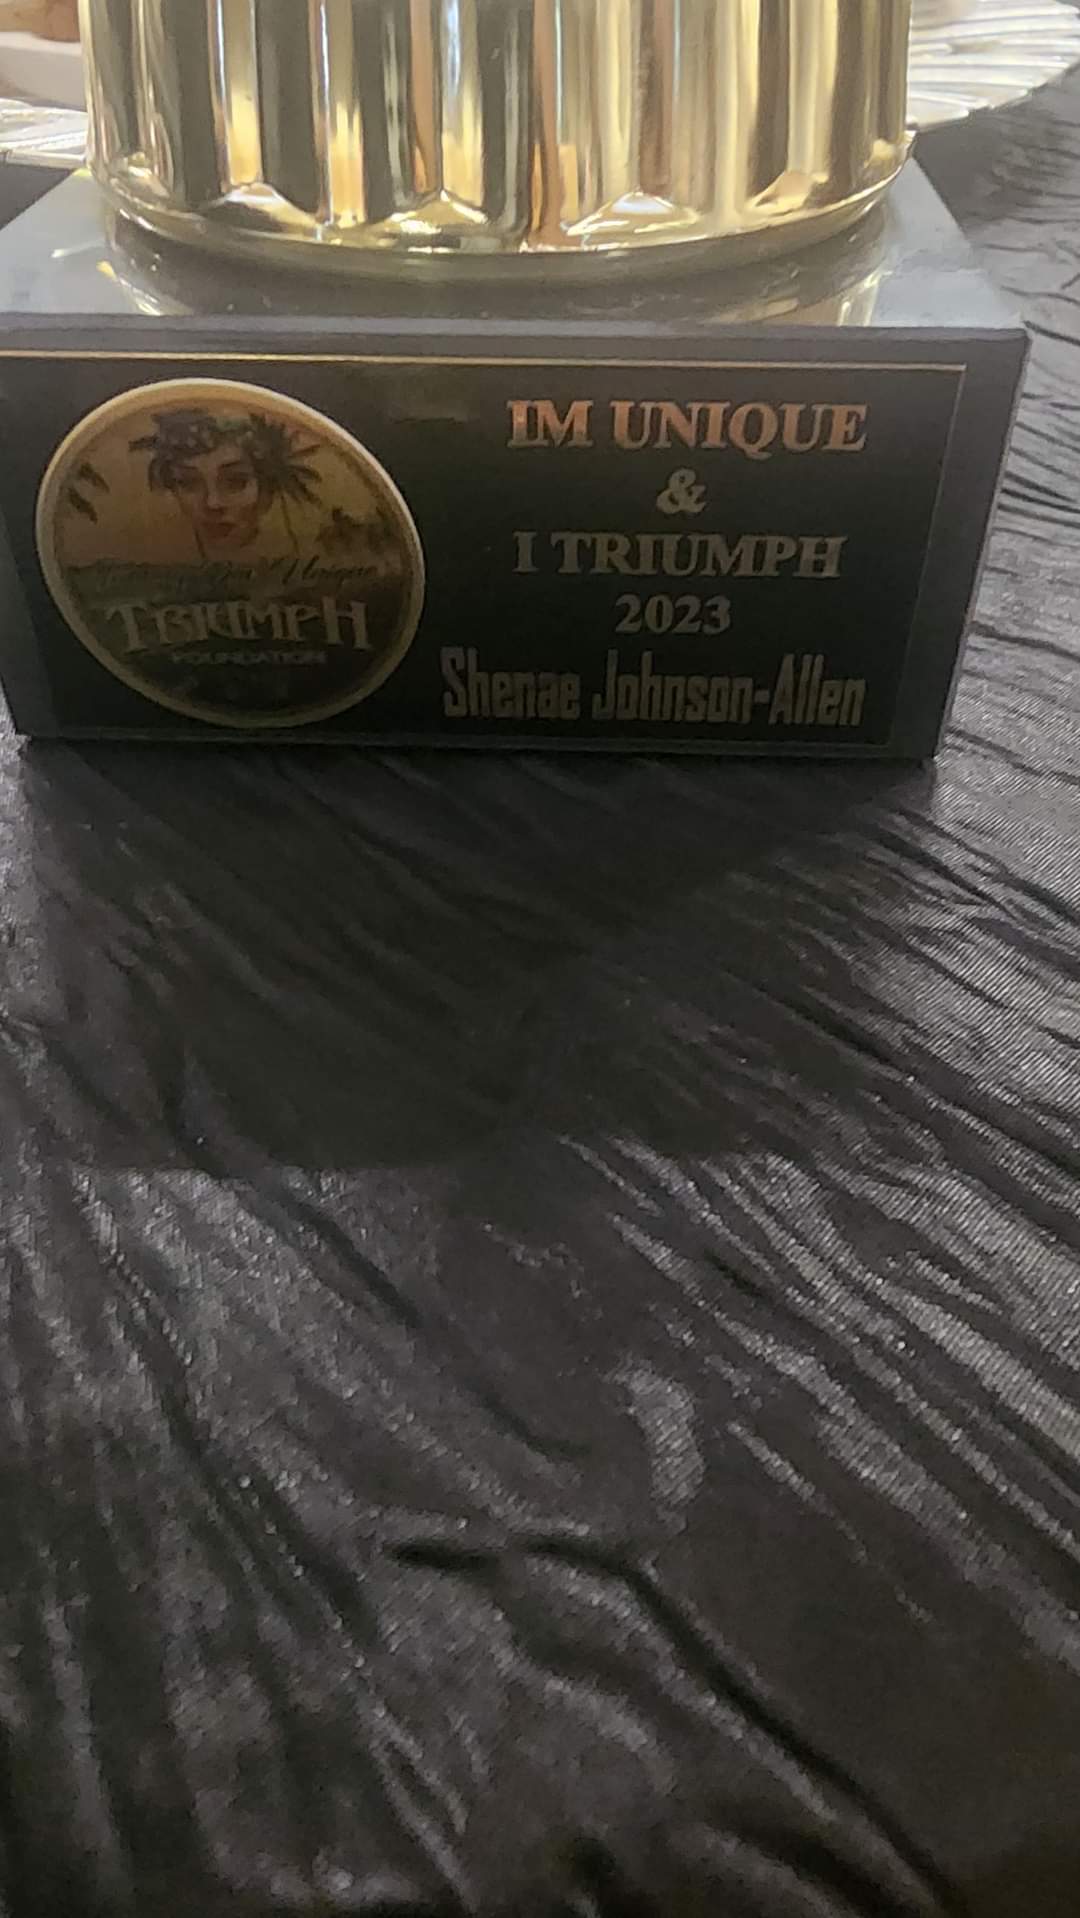 TRIUMPH
FOUNDATION
IM UNIQUE
&
I TRIUMPH
2023
Shenae Johnson-Allen